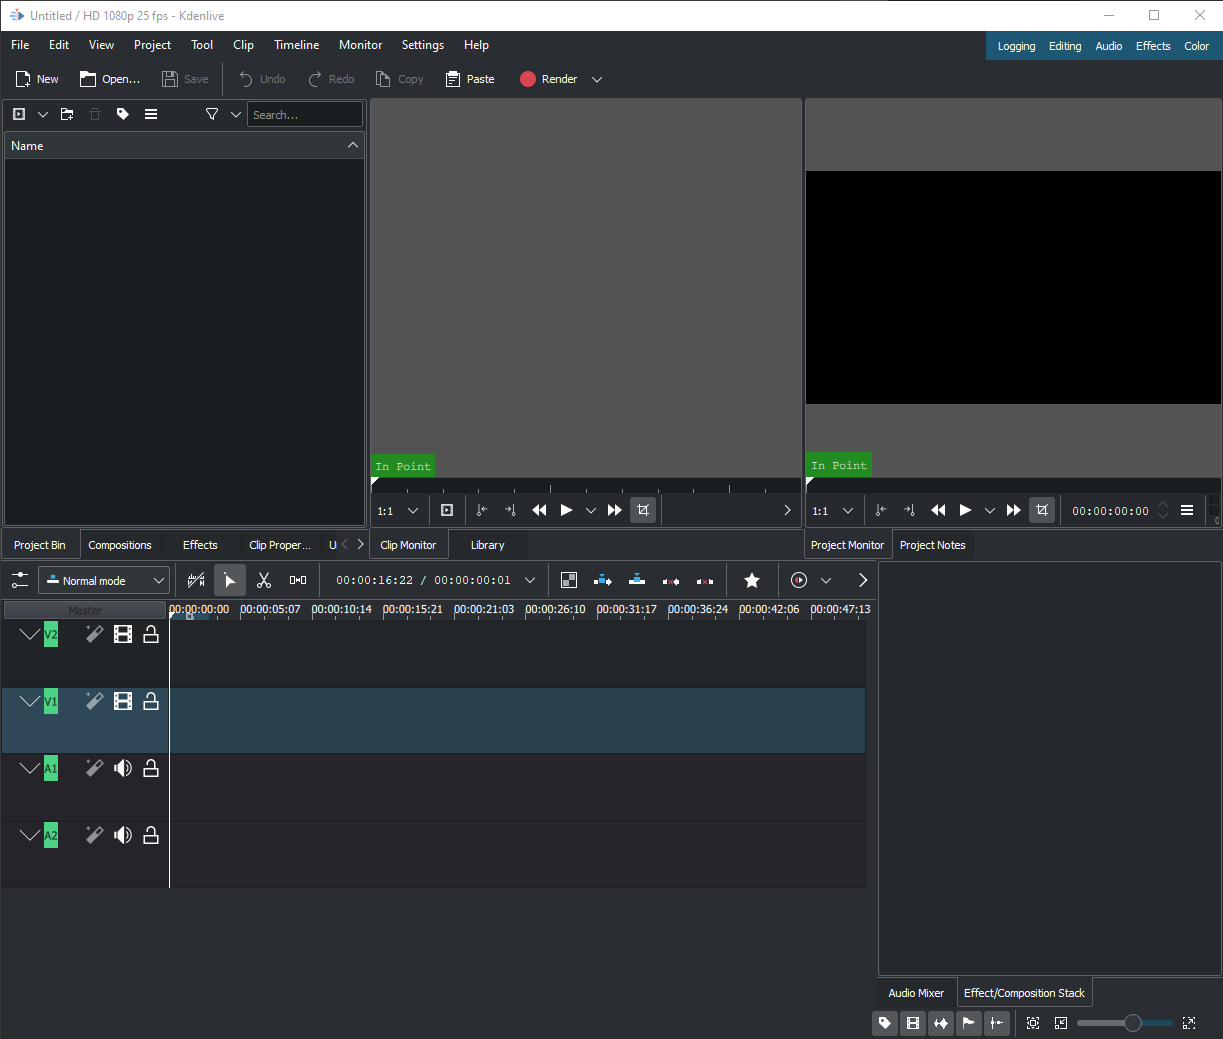 Untitled / HD 1080p 25 fps - Kdenlive
File Edit View Project Tool Clip Timeline Monitor Settings Help
Logging Editing Audio Effects Color
New Open... Save Undo Redo Copy Paste Render
Search...
Name
In Point
In Point
1:1
1:1 00:00:00:00
0
Project Bin Compositions Effects Clip Proper... U
Clip Monitor Library
Project Monitor Project Notes
Normal mode 00:00:16:22 / 00:00:00:01
Master 00:00:00:00 00:00:05:07 00:00:10:14 00:00:15:21 00:00:21:03 00:00:26:10 00:00:31:17 00:00:36:24 00:00:42:06 00:00:47:13
V2
V1
A1
A2
Audio Mixer Effect/Composition Stack